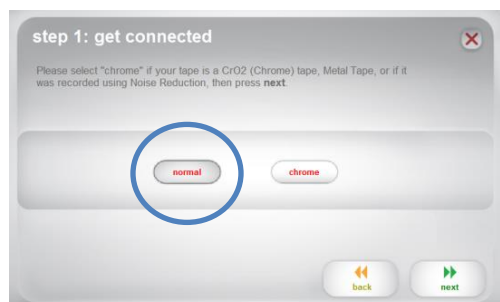 step 1: get connected
Please select "chrome" if your tape is a CrO2 (Chrome) tape, Metal Tape, or if it
was recorded using Noise Reduction, then press next.
normal chrome
back next